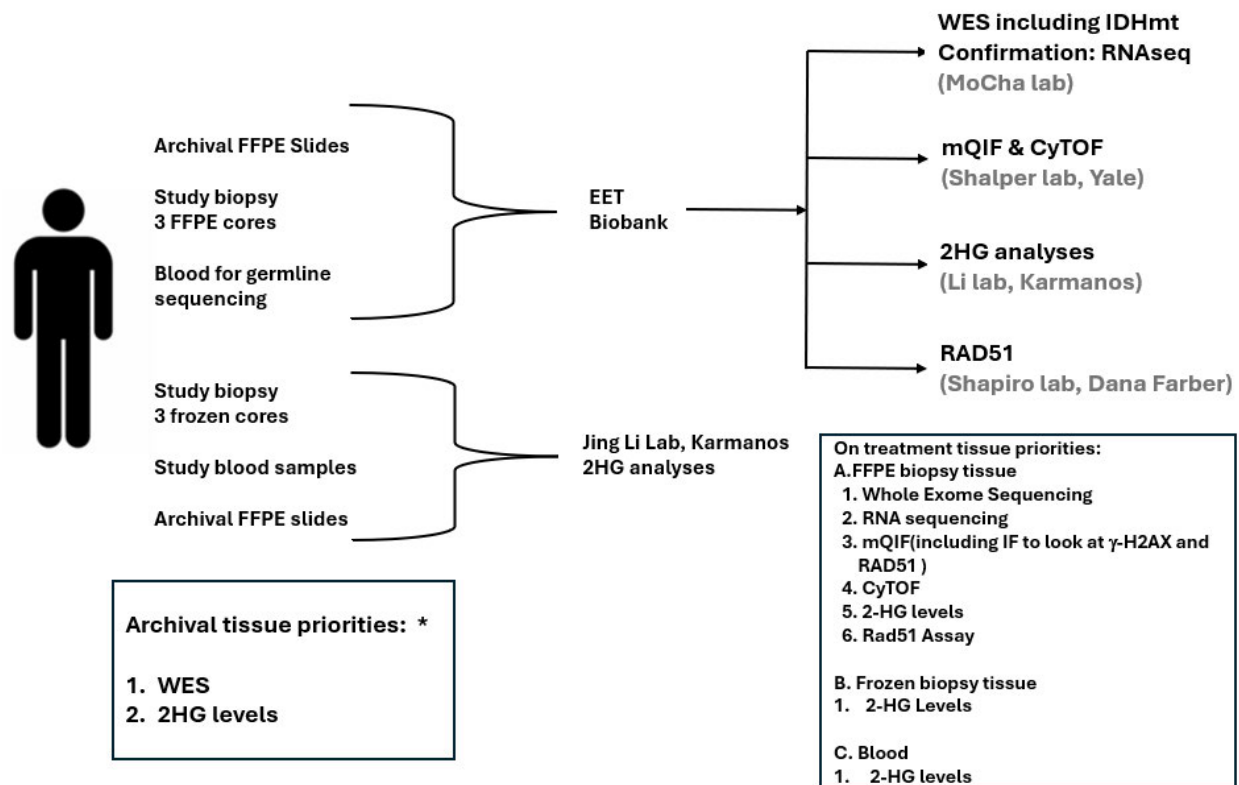 Archival FFPE Slides
Study biopsy
3 FFPE cores
Blood for germline
sequencing
EET
Biobank
WES including IDHmt
Confirmation: RNAseq
(MoCha lab)
mQIF & CyTOF
(Shalper lab, Yale)
2HG analyses
(Li lab, Karmanos)
RAD51
(Shapiro lab, Dana Farber)
Study biopsy
3 frozen cores
Study blood samples
Archival FFPE slides
Jing Li Lab, Karmanos
2HG analyses
Archival tissue priorities: *
1. WES
2. 2HG levels
On treatment tissue priorities:
A.FFPE biopsy tissue
1. Whole Exome Sequencing
2. RNA sequencing
3. mQIF(including IF to look at γ-H2AX and
RAD51 )
4. CyTOF
5. 2-HG levels
6. Rad51 Assay
B. Frozen biopsy tissue
1. 2-HG Levels
C. Blood
1. 2-HG levels